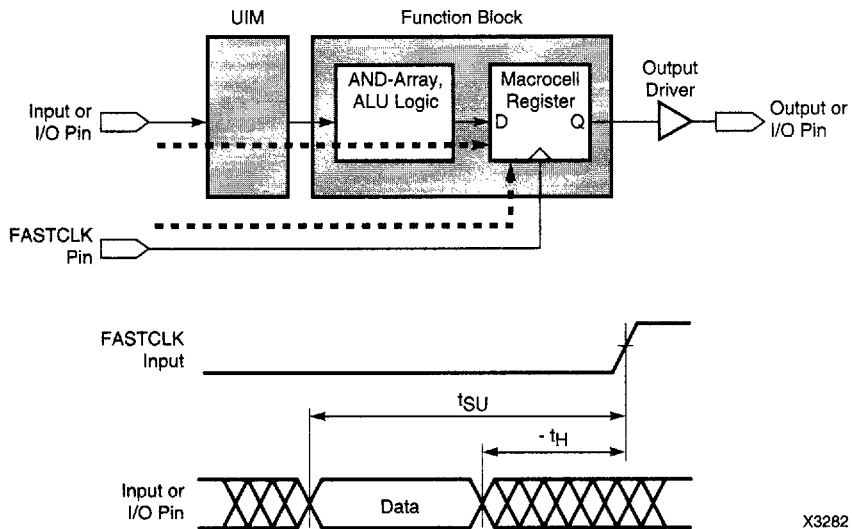 UIM
Function Block
AND-Array,
ALU Logic
Macrocell
Register
D
Q
Output
Driver
Input or
I/O Pin
Output or
I/O Pin
FASTCLK
Pin
FASTCLK
Input
tSU
- tH
Input or
I/O Pin
Data
X3282